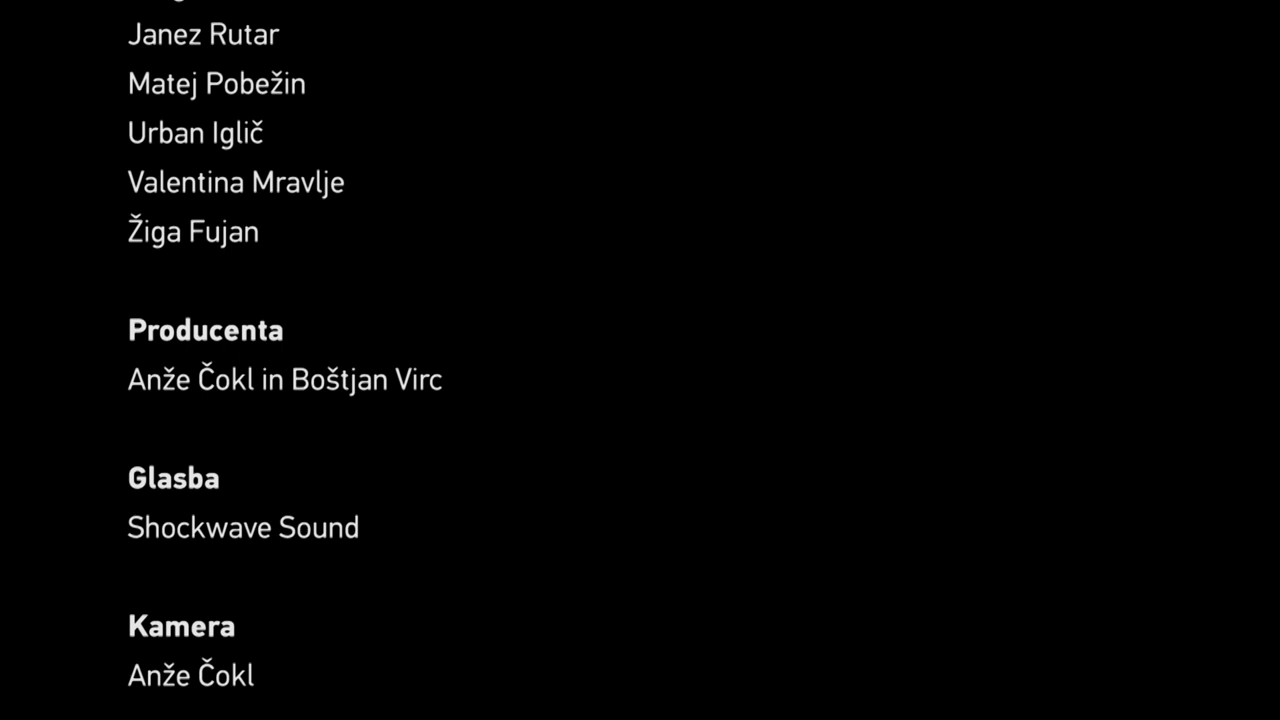 Janez Rutar
Matej Pobežin
Urban Iglič
Valentina Mravlje
Žiga Fujan
Producenta
Anže Čokl in Boštjan Virc
Glasba
Shockwave Sound
Kamera
Anže Čokl